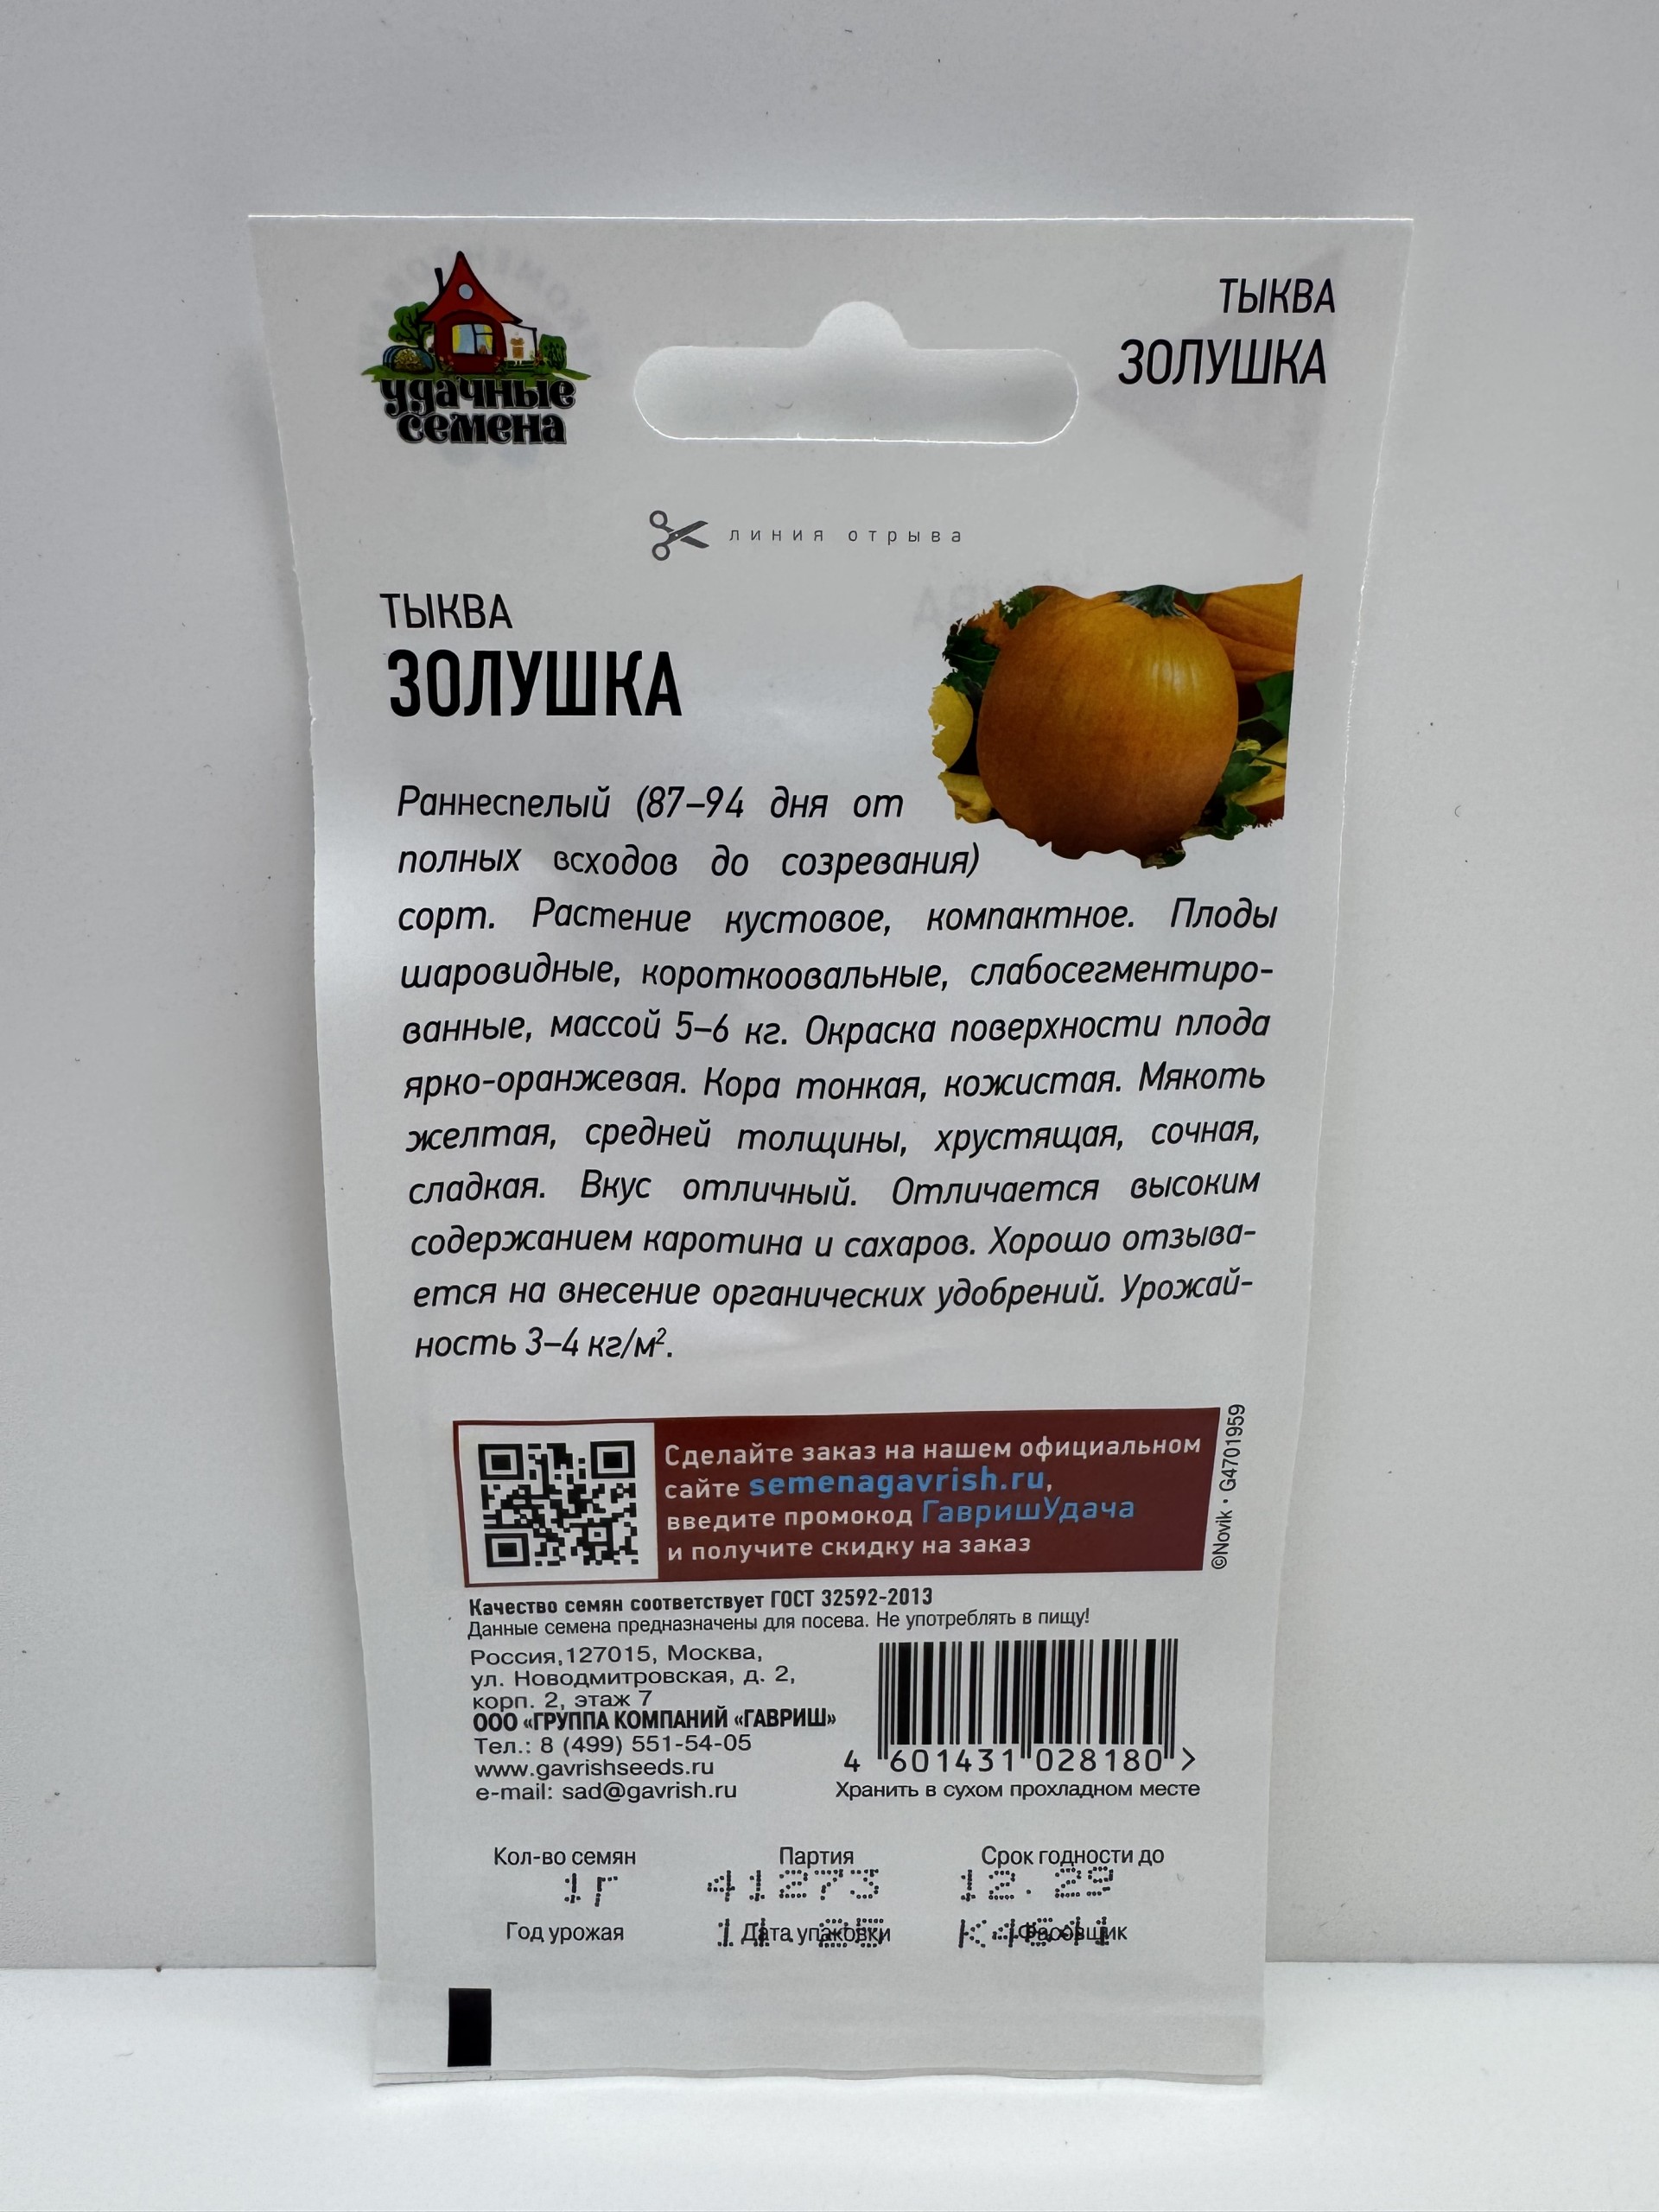 удачные
семена
ТЫКВА
ЗОЛУШКА
линия отрыва
ТЫКВА
ЗОЛУШКА
Раннеспелый (87–94 дня от
полных всходов до созревания)
сорт. Растение кустовое, компактное. Плоды
шаровидные, короткоовальные, слабосегментиро-
ванные, массой 5–6 кг. Окраска поверхности плода
ярко-оранжевая. Кора тонкая, кожистая. Мякоть
желтая, средней толщины, хрустящая, сочная,
сладкая. Вкус отличный. Отличается высоким
содержанием каротина и сахаров. Хорошо отзыва-
ется на внесение органических удобрений. Урожай-
ность 3–4 кг/м².
Сделайте заказ на нашем официальном
сайте semenagavrish.ru,
введите промокод ГавришУдача
и получите скидку на заказ
©Novik • G4701959
Качество семян соответствует ГОСТ 32592-2013
Данные семена предназначены для посева. Не употреблять в пищу!
Россия,127015, Москва,
ул. Новодмитровская, д. 2,
корп. 2, этаж 7
ООО «ГРУППА КОМПАНИЙ «ГАВРИШ»
Тел.: 8 (499) 551-54-05
www.gavrishseeds.ru
e-mail: sad@gavrish.ru
4 601431 028180 >
Хранить в сухом прохладном месте
Кол-во семян Партия Срок годности до
1г 41273 12.29
Год урожая Дата упаковки Фасовщик